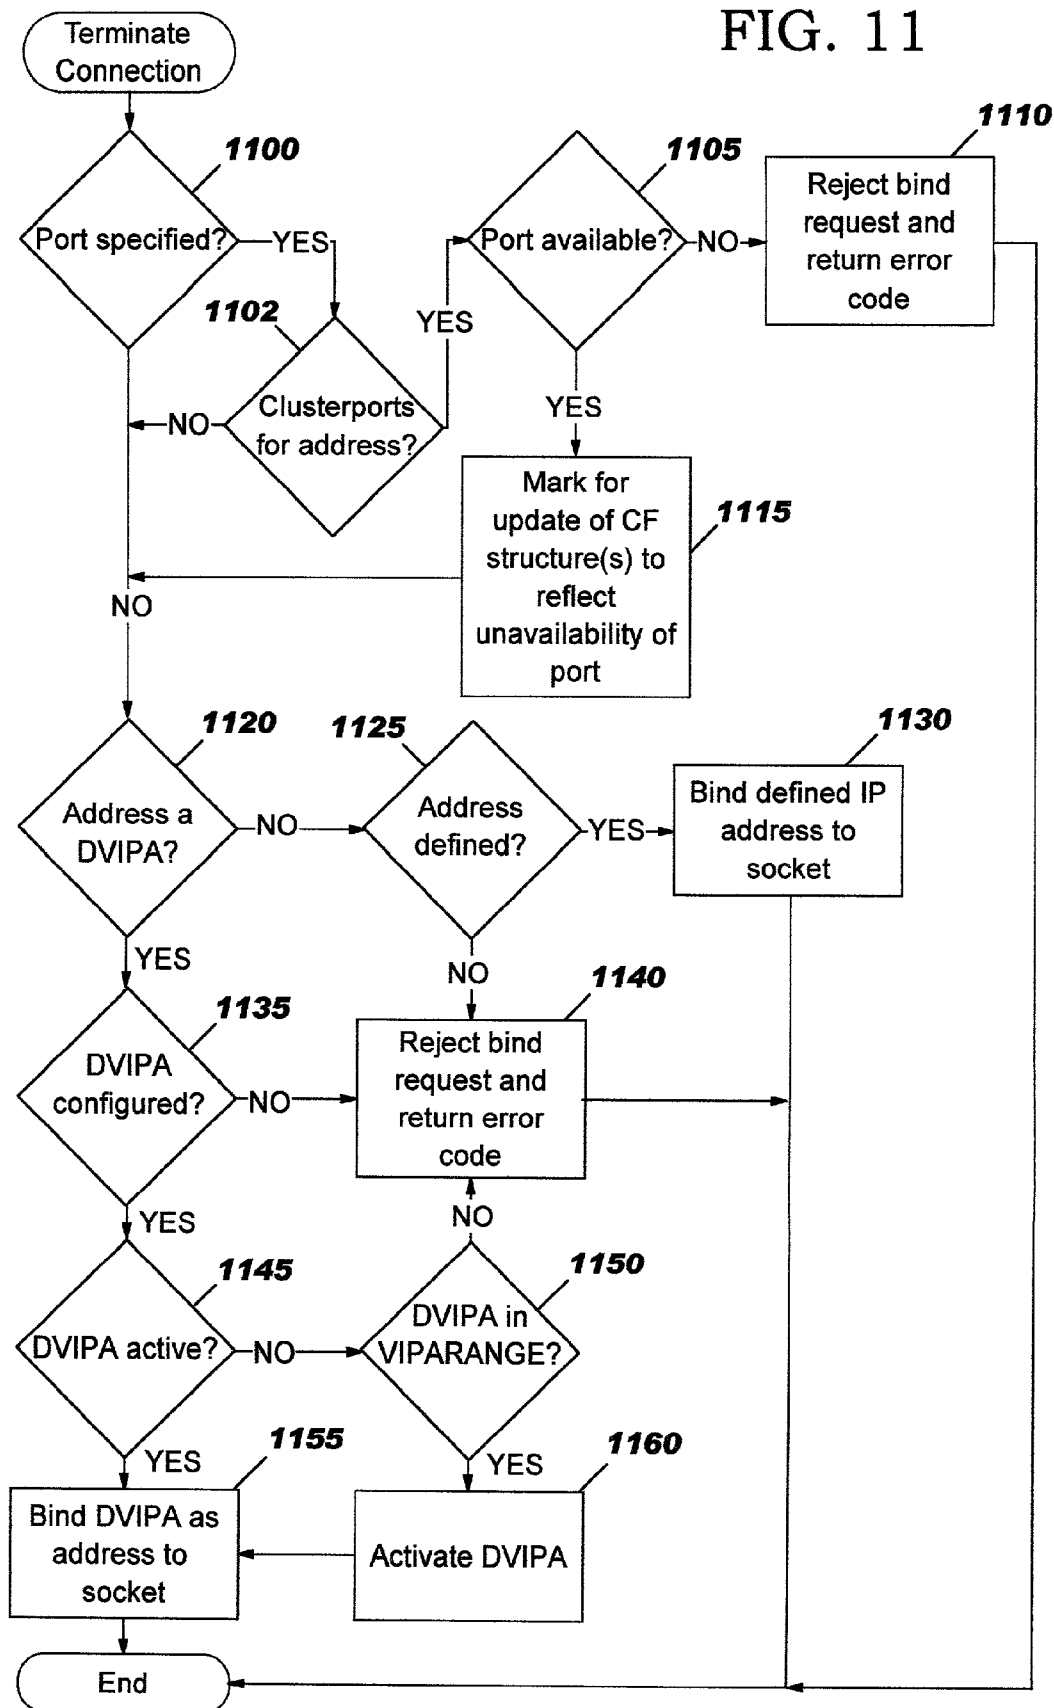 FIG. 11
Terminate
Connection
1100
Port specified?
YES
1102
Clusterports
for address?
NO
YES
1105
Port available?
NO
1110
Reject bind
request and
return error
code
YES
Mark for
update of CF
structure(s) to
reflect
unavailability of
port
1115
NO
1120
Address a
DVIPA?
NO
1125
Address
defined?
YES
1130
Bind defined IP
address to
socket
YES
NO
1135
DVIPA
configured?
NO
1140
Reject bind
request and
return error
code
YES
NO
1145
DVIPA active?
NO
1150
DVIPA in
VIPARANGE?
YES
1155
Bind DVIPA as
address to
socket
YES
1160
Activate DVIPA
End